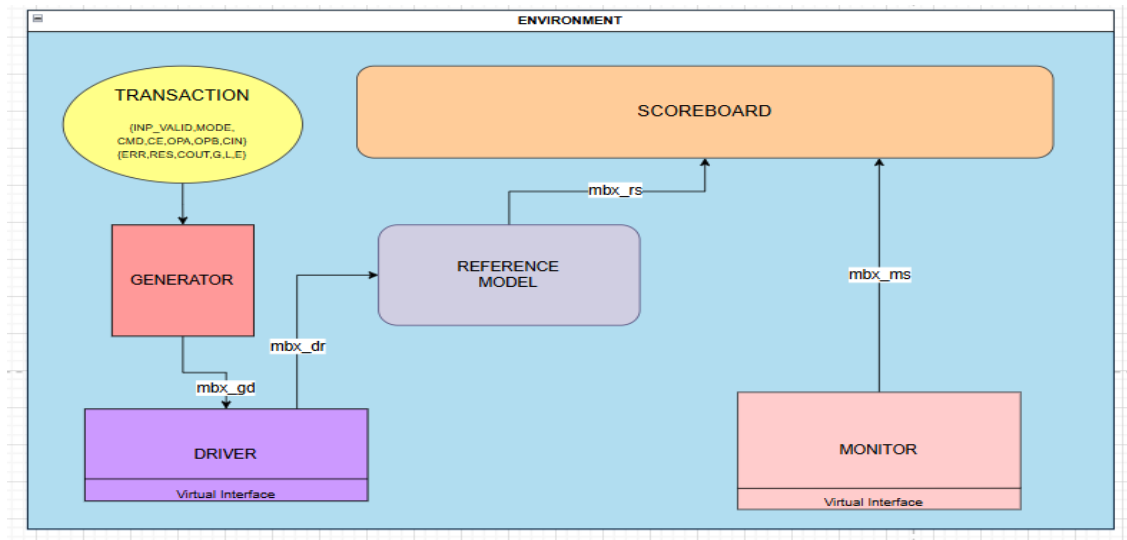 ENVIRONMENT
TRANSACTION
{INP_VALID,MODE,
CMD,CE,OPA,OPB,CIN}
{ERR,RES,COUT,G,L,E}
SCOREBOARD
mbx_rs
GENERATOR
REFERENCE
MODEL
mbx_ms
mbx_dr
mbx_gd
DRIVER
Virtual Interface
MONITOR
Virtual Interface